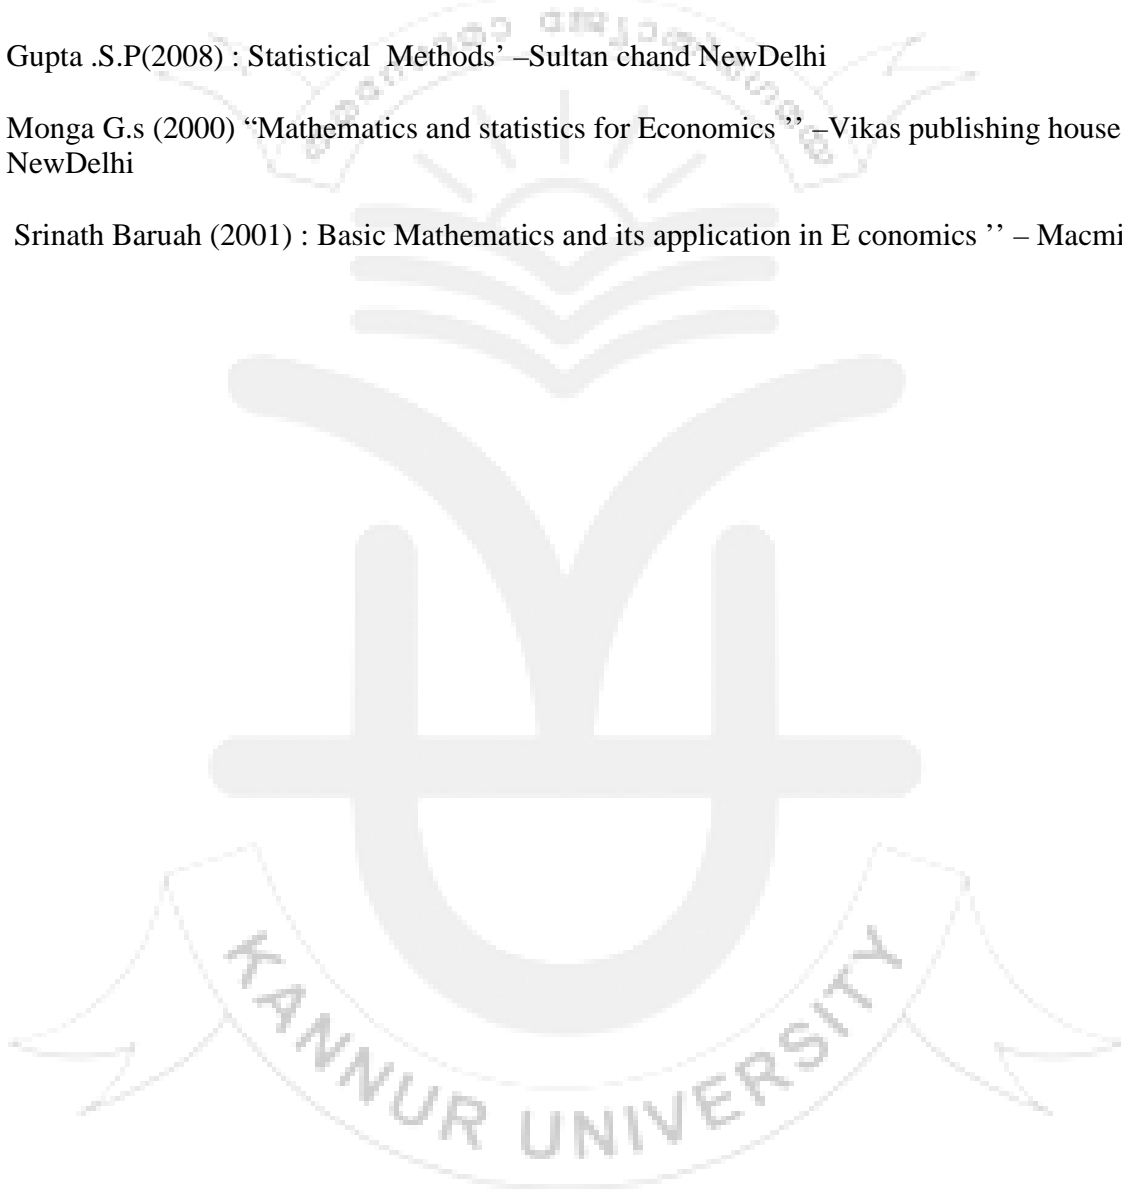 Gupta .S.P(2008) : Statistical Methods’ –Sultan chand NewDelhi
Monga G.s (2000) “Mathematics and statistics for Economics ’’ –Vikas publishing house
NewDelhi
Srinath Baruah (2001) : Basic Mathematics and its application in E conomics ’’ – Macmi
KANNUR UNIVERSITY